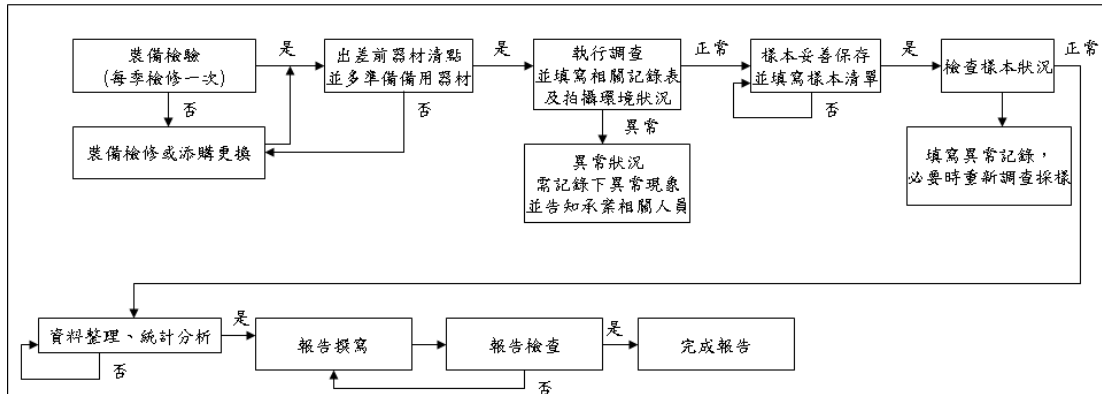 裝備檢驗
(每季檢修一次)
是
否
裝備檢修或添購更換
出差前器材清點
並多準備備用器材
是
否
執行調查
並填寫相關記錄表
及拍攝環境狀況
正常
異常
異常狀況
需記錄下異常現象
並告知承業相關人員
樣本妥善保存
並填寫樣本清單
是
否
檢查樣本狀況
正常
填寫異常記錄，
必要時重新調查採樣
資料整理、統計分析
是
否
報告撰寫
報告檢查
是
否
完成報告